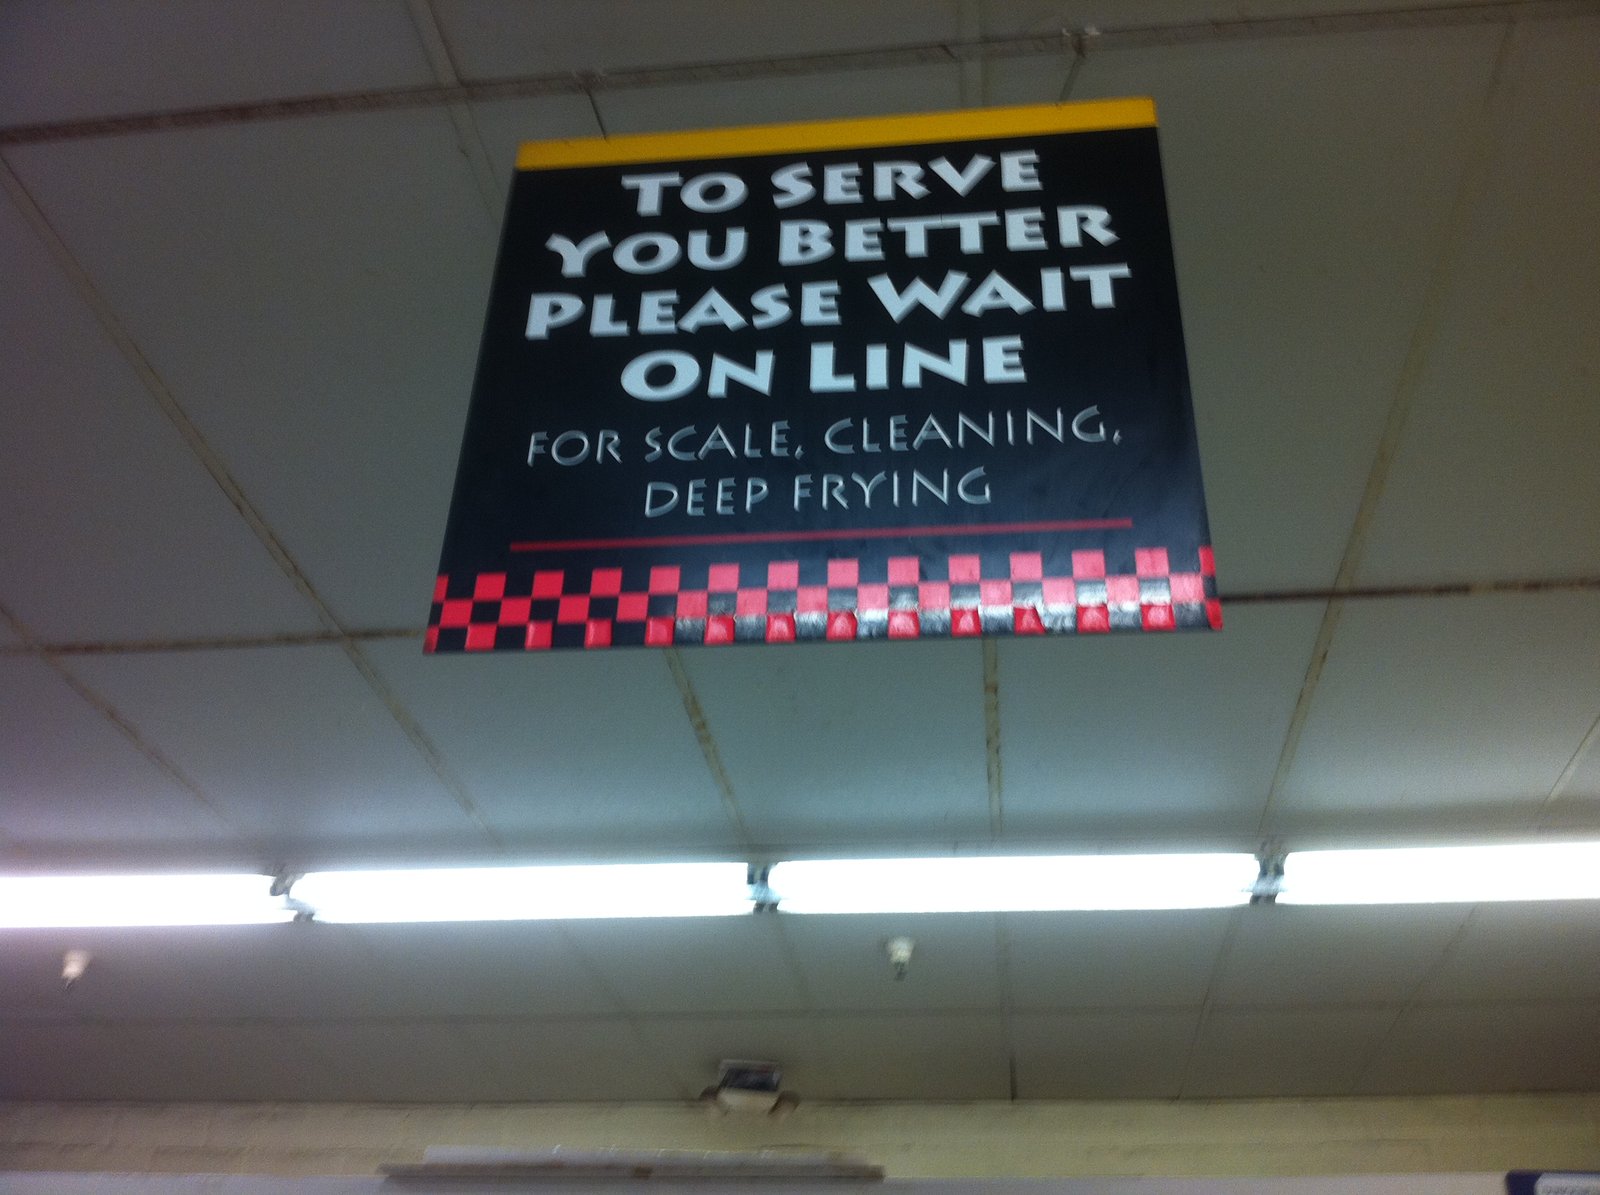 TO SERVE
YOU BETTER
PLEASE WAIT
ON LINE
FOR SCALE, CLEANING,
DEEP FRYING